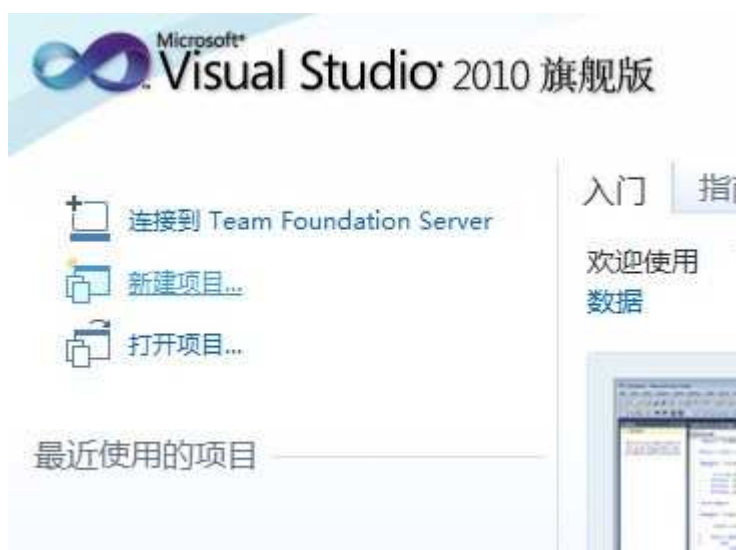 Microsoft
Visual Studio 2010 旗舰版
连接到 Team Foundation Server
新建项目...
打开项目...
最近使用的项目
入门
欢迎使用
数据